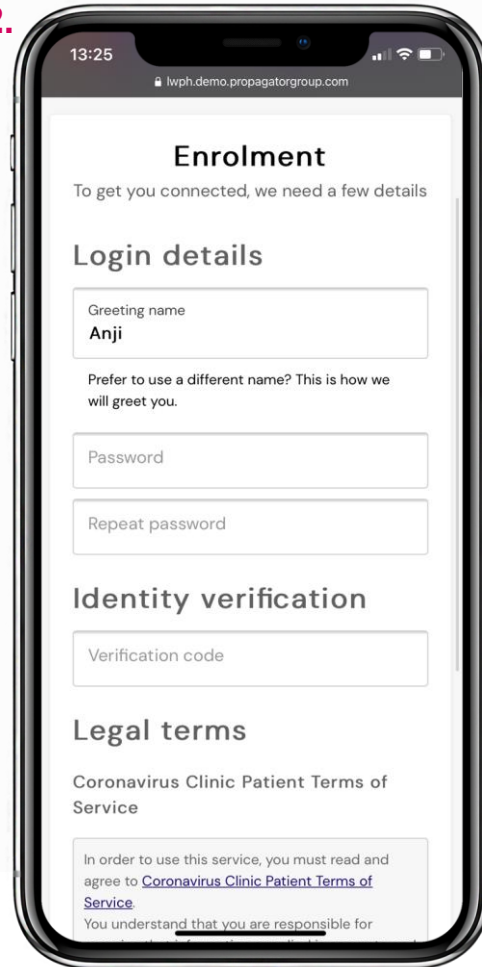 2.
13:25
lwph.demo.propagatorgroup.com
Enrolment
To get you connected, we need a few details
Login details
Greeting name
Anji
Prefer to use a different name? This is how we
will greet you.
Password
Repeat password
Identity verification
Verification code
Legal terms
Coronavirus Clinic Patient Terms of
Service
In order to use this service, you must read and
agree to Coronavirus Clinic Patient Terms of
Service.
You understand that you are responsible for